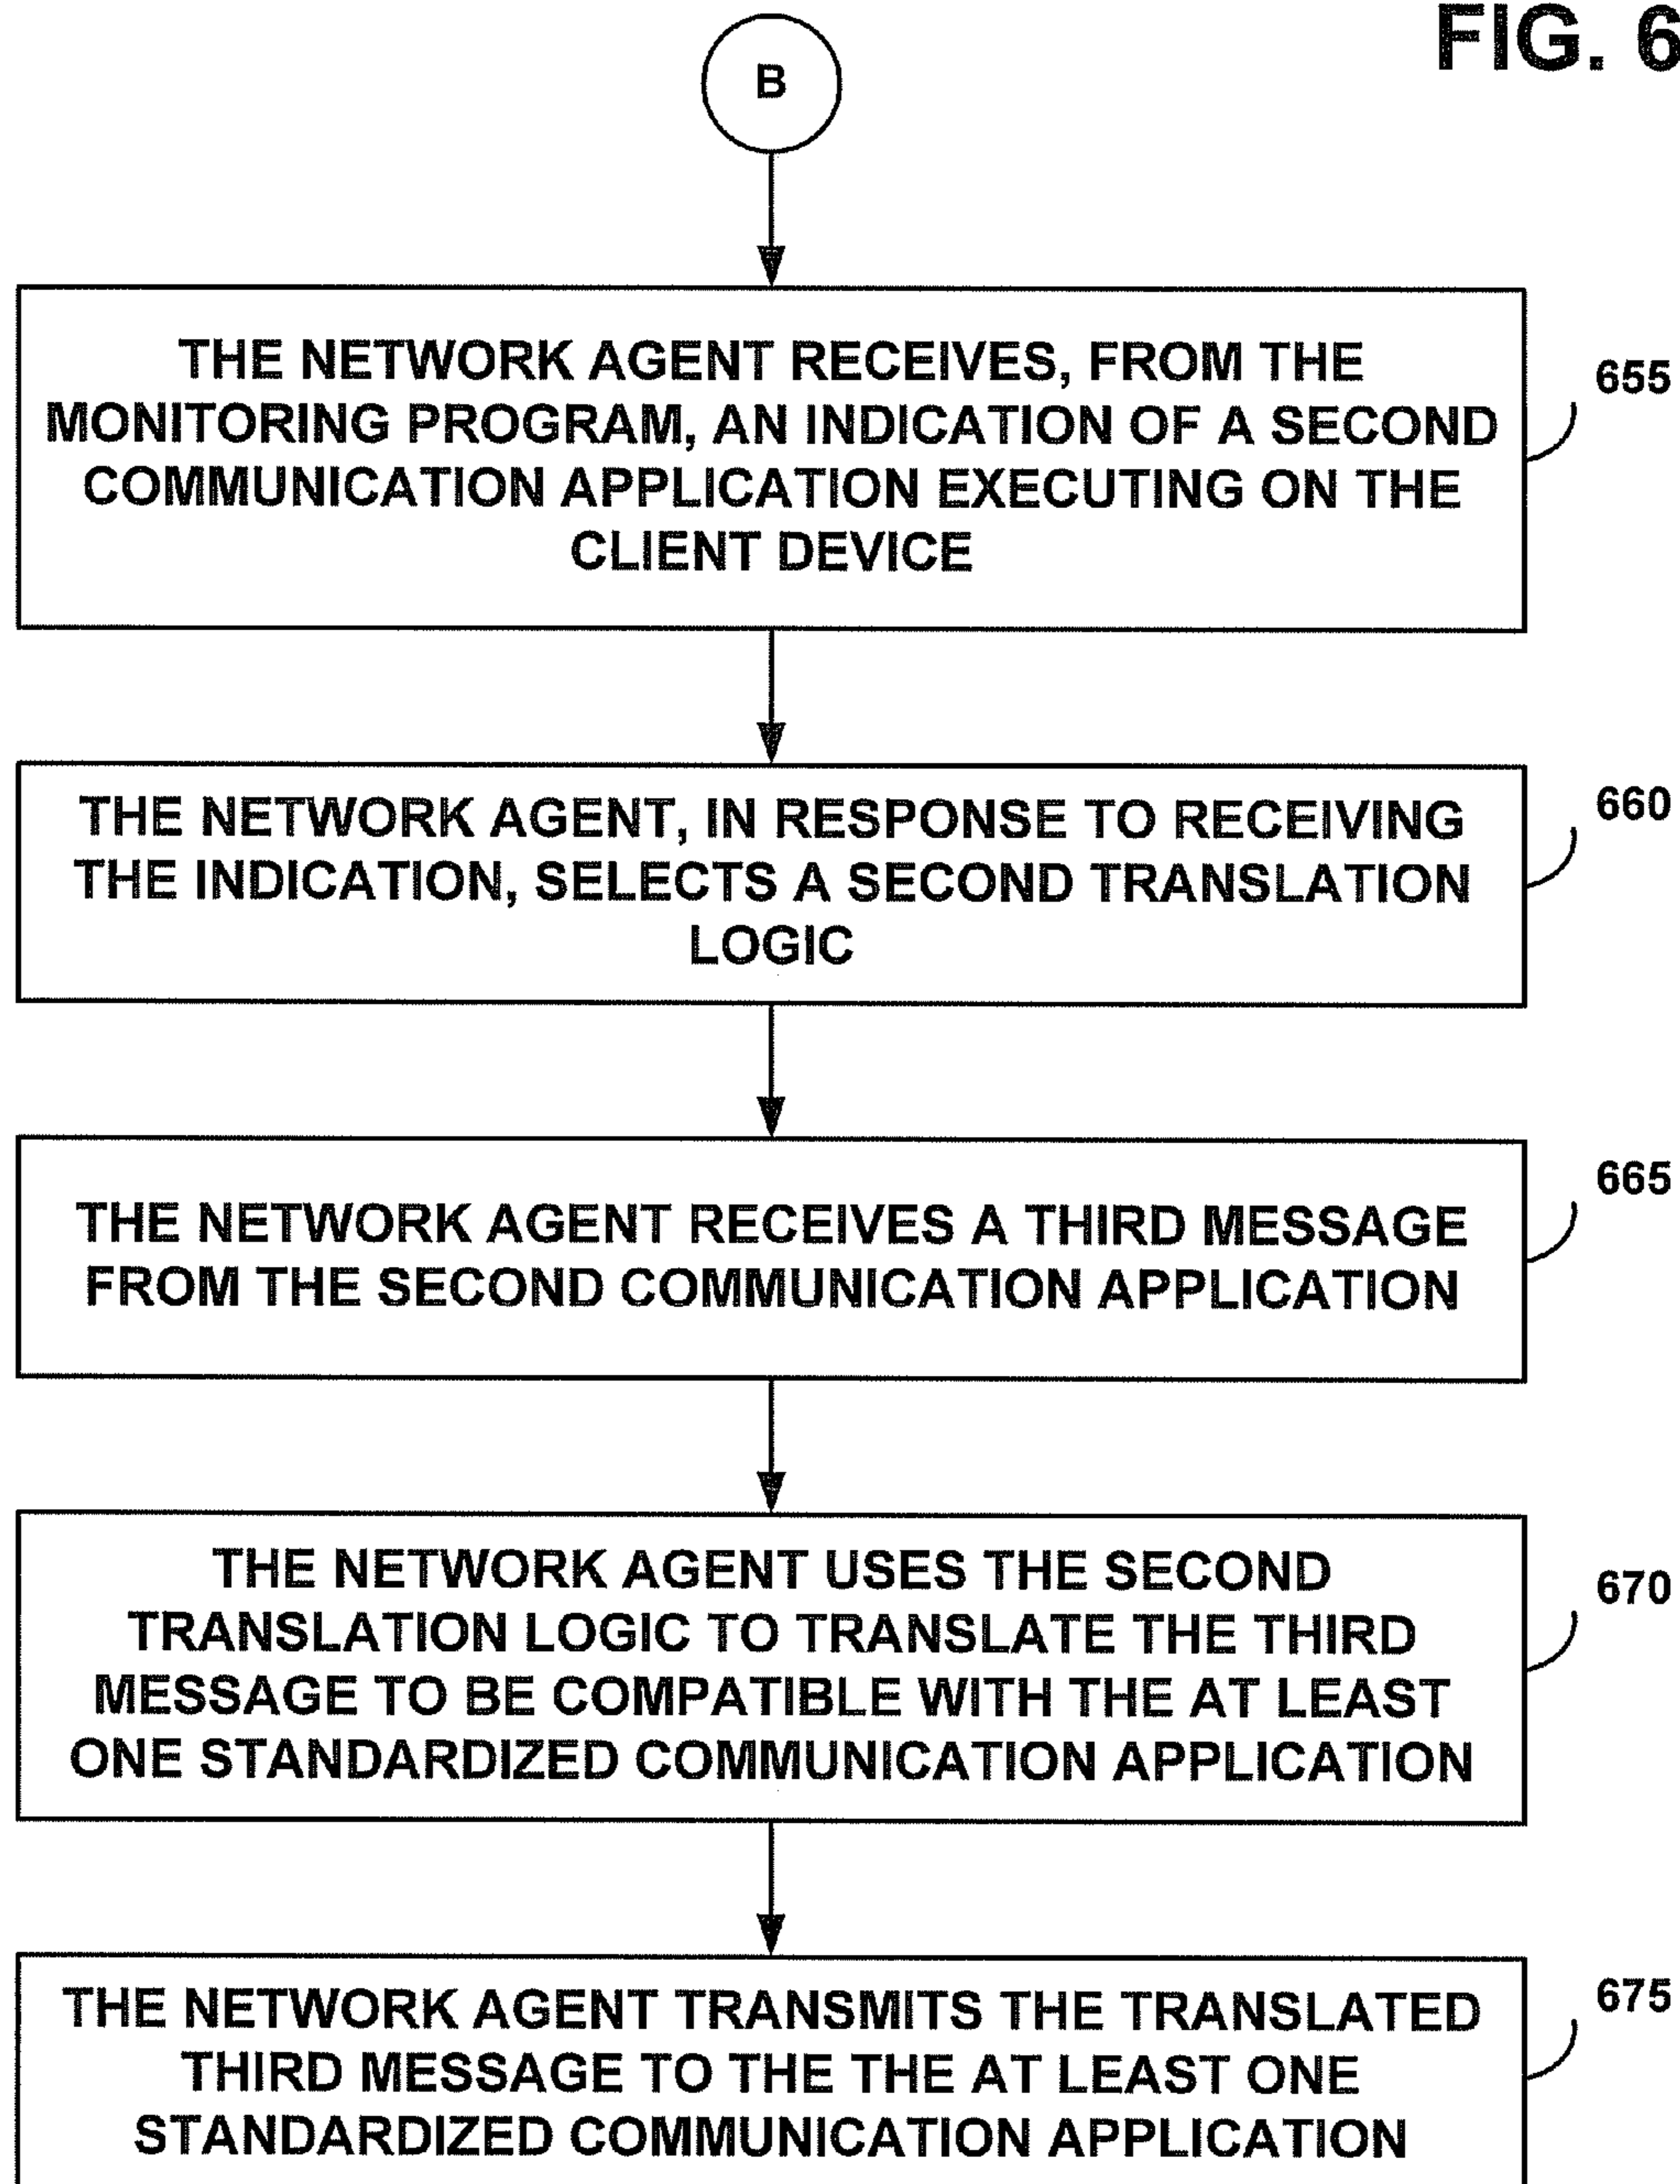 FIG. 6
B
THE NETWORK AGENT RECEIVES, FROM THE
MONITORING PROGRAM, AN INDICATION OF A SECOND
COMMUNICATION APPLICATION EXECUTING ON THE
CLIENT DEVICE
655
THE NETWORK AGENT, IN RESPONSE TO RECEIVING
THE INDICATION, SELECTS A SECOND TRANSLATION
LOGIC
660
THE NETWORK AGENT RECEIVES A THIRD MESSAGE
FROM THE SECOND COMMUNICATION APPLICATION
665
THE NETWORK AGENT USES THE SECOND
TRANSLATION LOGIC TO TRANSLATE THE THIRD
MESSAGE TO BE COMPATIBLE WITH THE AT LEAST
ONE STANDARDIZED COMMUNICATION APPLICATION
670
THE NETWORK AGENT TRANSMITS THE TRANSLATED
THIRD MESSAGE TO THE THE AT LEAST ONE
STANDARDIZED COMMUNICATION APPLICATION
675